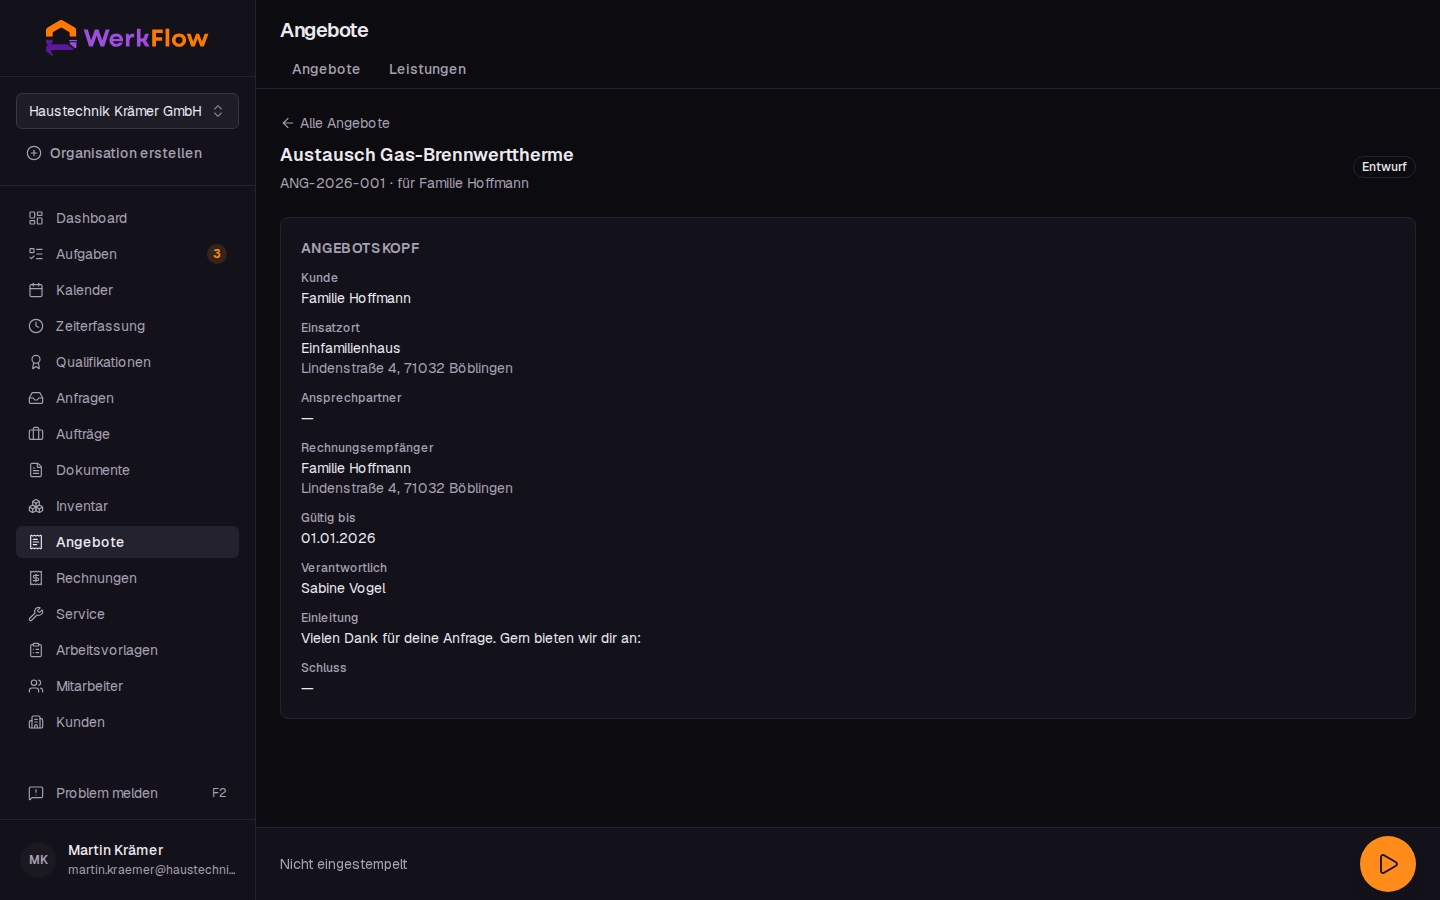 WerkFlow
Haustechnik Krämer GmbH
Organisation erstellen
Dashboard
Aufgaben 3
Kalender
Zeiterfassung
Qualifikationen
Anfragen
Aufträge
Dokumente
Inventar
Angebote
Rechnungen
Service
Arbeitsvorlagen
Mitarbeiter
Kunden
Problem melden F2
MK
Martin Krämer
martin.kraemer@haustechni...
Angebote
Angebote Leistungen
Alle Angebote
Austausch Gas-Brennwerttherme
ANG-2026-001 · für Familie Hoffmann
Entwurf
ANGEBOTSKOPF
Kunde
Familie Hoffmann
Einsatzort
Einfamilienhaus
Lindenstraße 4, 71032 Böblingen
Ansprechpartner
—
Rechnungsempfänger
Familie Hoffmann
Lindenstraße 4, 71032 Böblingen
Gültig bis
01.01.2026
Verantwortlich
Sabine Vogel
Einleitung
Vielen Dank für deine Anfrage. Gern bieten wir dir an:
Schluss
—
Nicht eingestempelt